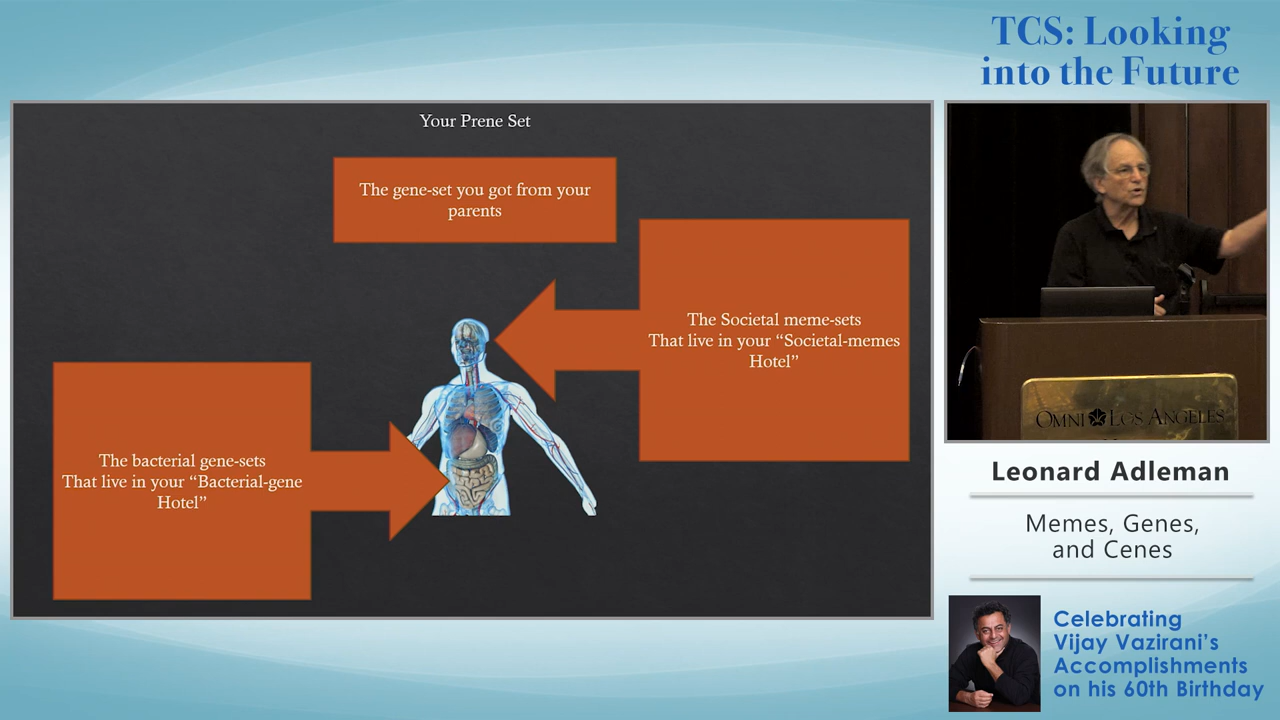 TCS: Looking
into the Future
Your Prene Set
The gene-set you got from your
parents
The Societal meme-sets
That live in your “Societal-memes
Hotel”
The bacterial gene-sets
That live in your “Bacterial-gene
Hotel”
OMNI LOS ANGELES
Leonard Adleman
Memes, Genes,
and Cenes
Celebrating
Vijay Vazirani’s
Accomplishments
on his 60th Birthday